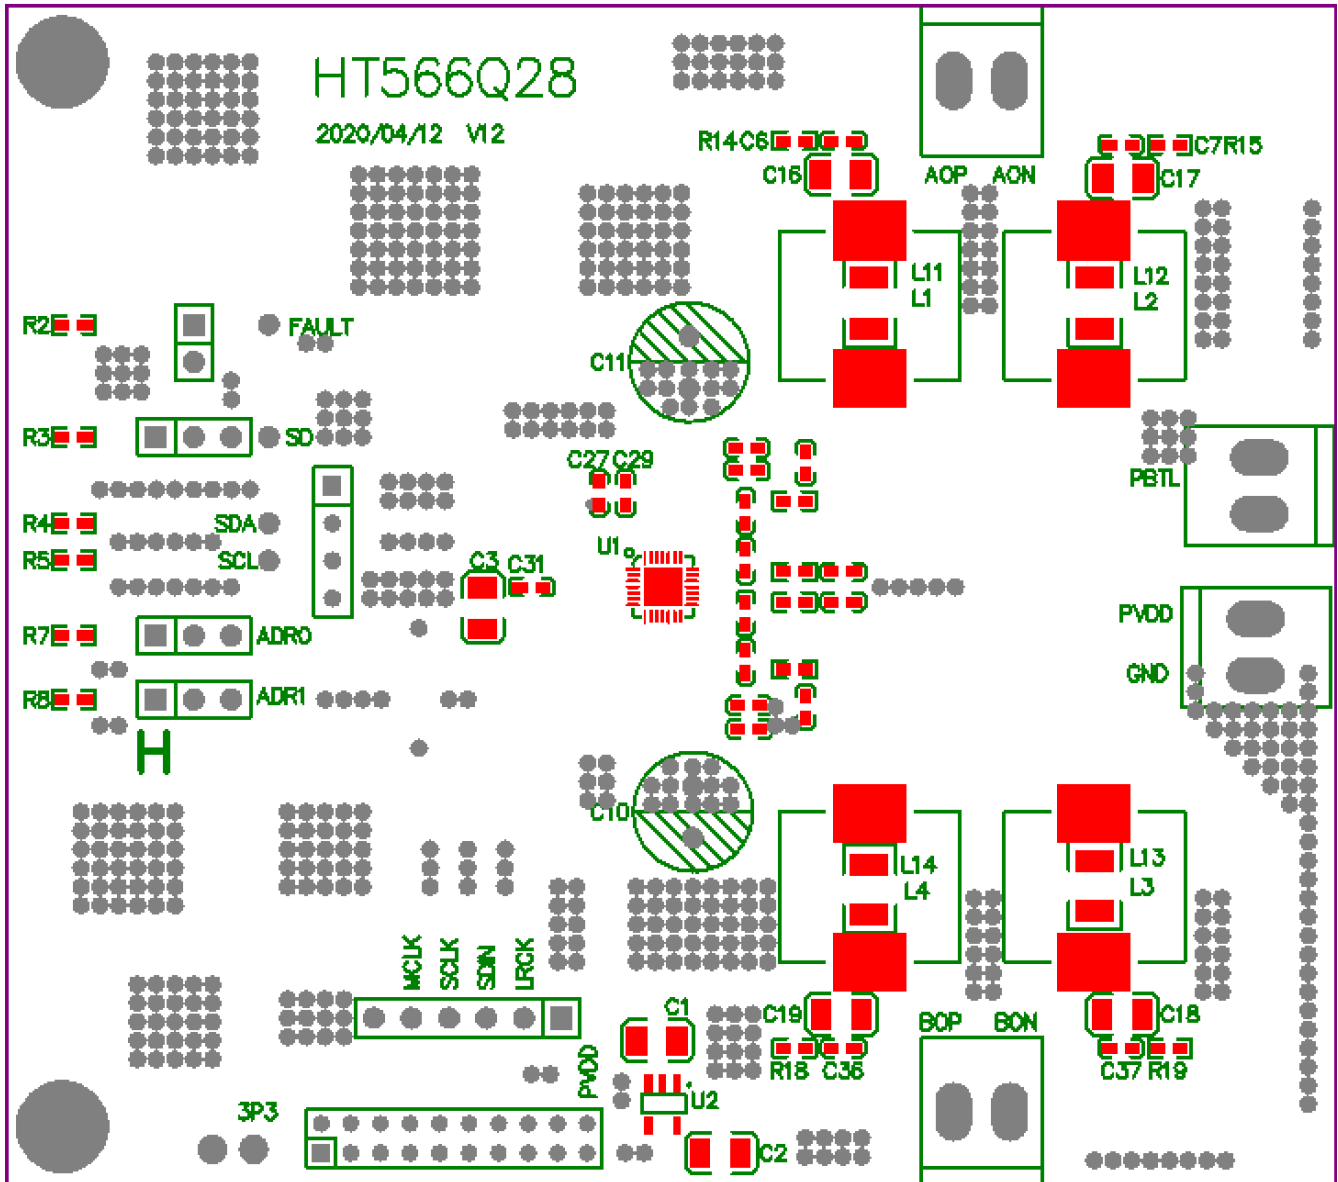 HT566Q28
2020/04/12 V12
R14 C6
C7 R15
C16
AOP AON
C17
L11
L1
L12
L2
R2
FAULT
C11
R3
SD
C27 C29
PBTL
R4
SDA
U1
R5
SCL
C3 C31
R7
ADR0
PVDD
GND
R8
ADR1
H
C10
L14
L4
L13
L3
MCLK
SCLK
SDIN
LRCK
C1
C19
BOP BON
C18
R18 C36
C37 R19
PVDD
U2
3P3
C2